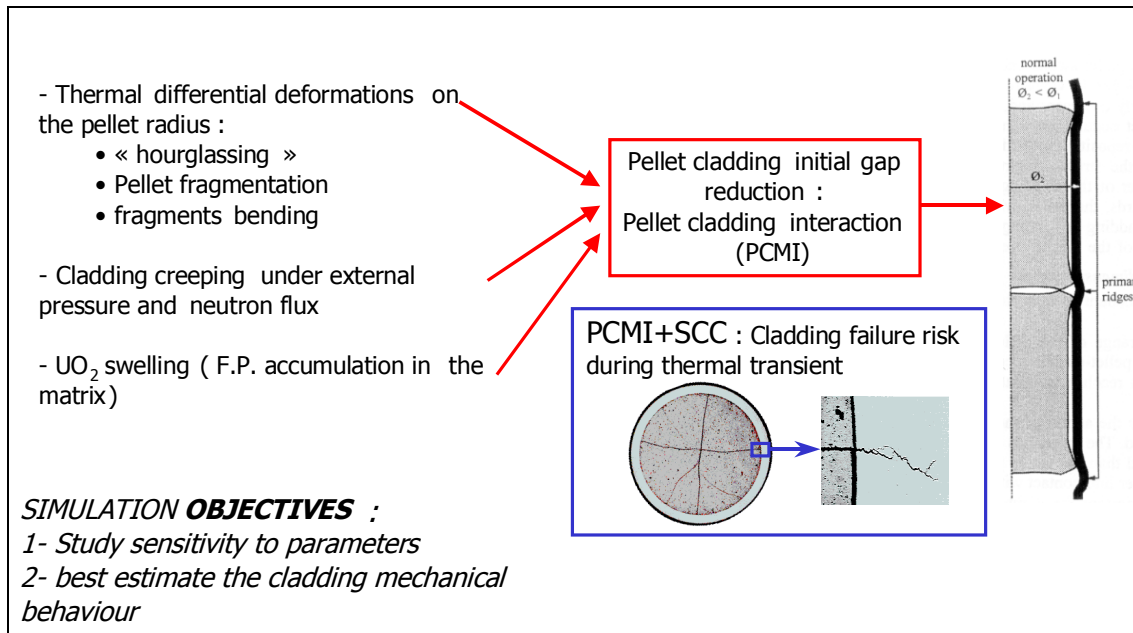 - Thermal differential deformations on
the pellet radius :
• « hourglassing »
• Pellet fragmentation
• fragments bending
- Cladding creeping under external
pressure and neutron flux
- UO₂ swelling ( F.P. accumulation in the
matrix)
SIMULATION OBJECTIVES :
1- Study sensitivity to parameters
2- best estimate the cladding mechanical
behaviour
Pellet cladding initial gap
reduction :
Pellet cladding interaction
(PCMI)
PCMI+SCC : Cladding failure risk
during thermal transient
normal
operation
Ø₂ < Ø₁
Ø₂
ridges